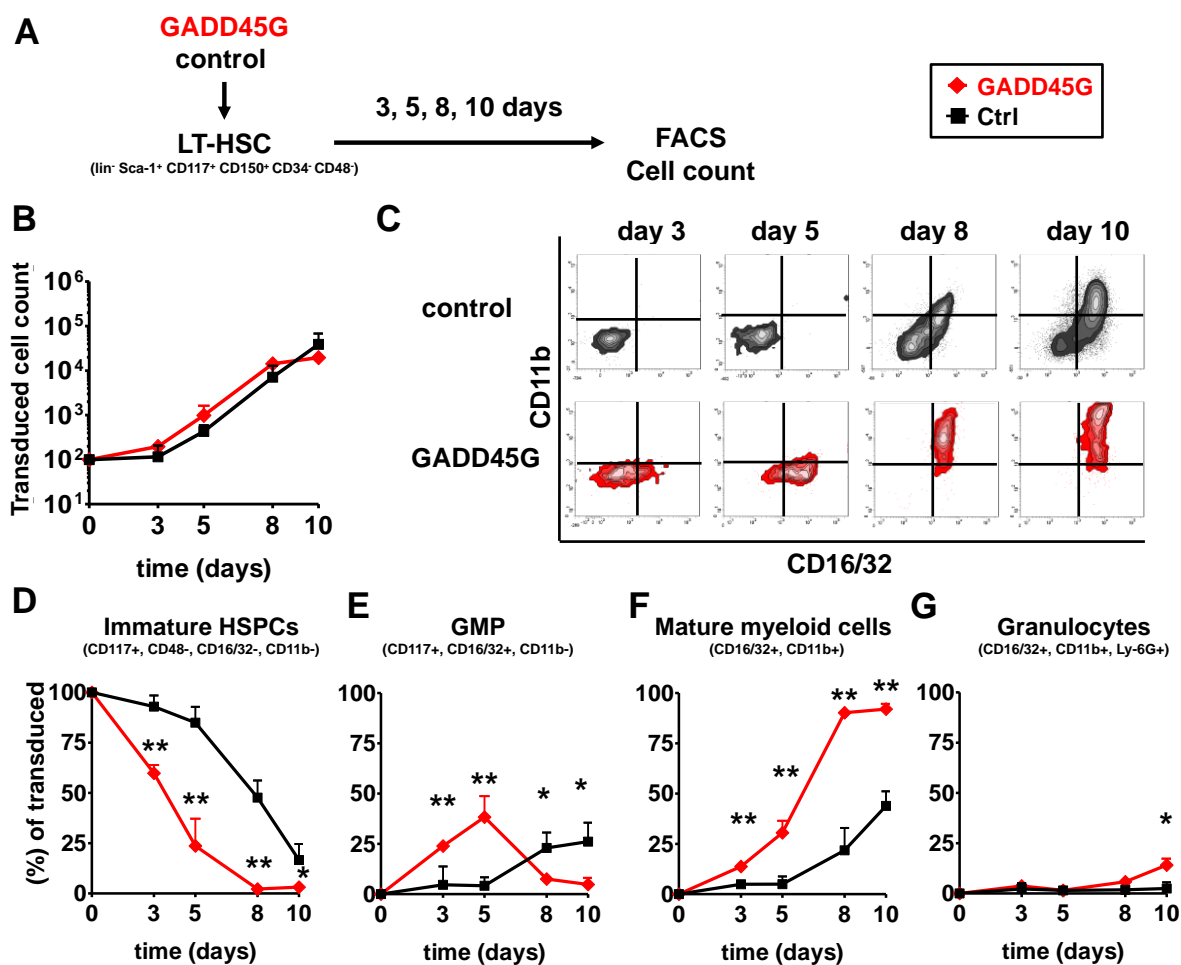 A
GADD45G
control
LT-HSC
(lin- Sca-1+ CD117+ CD150+ CD34- CD48-)
3, 5, 8, 10 days
FACS
Cell count
GADD45G
Ctrl
B
Transduced cell count
10⁶
10⁵
10⁴
10³
10²
10¹
0 3 5 8 10
time (days)
C
day 3 day 5 day 8 day 10
control
GADD45G
CD11b
CD16/32
D
Immature HSPCs
(CD117+, CD48-, CD16/32-, CD11b-)
(%) of transduced
100
75
50
25
0
** ** ** *
0 3 5 8 10
time (days)
E
GMP
(CD117+, CD16/32+, CD11b-)
100
75
50
25
0
** ** * *
0 3 5 8 10
time (days)
F
Mature myeloid cells
(CD16/32+, CD11b+)
100
75
50
25
0
** ** ** **
0 3 5 8 10
time (days)
G
Granulocytes
(CD16/32+, CD11b+, Ly-6G+)
100
75
50
25
0
*
0 3 5 8 10
time (days)